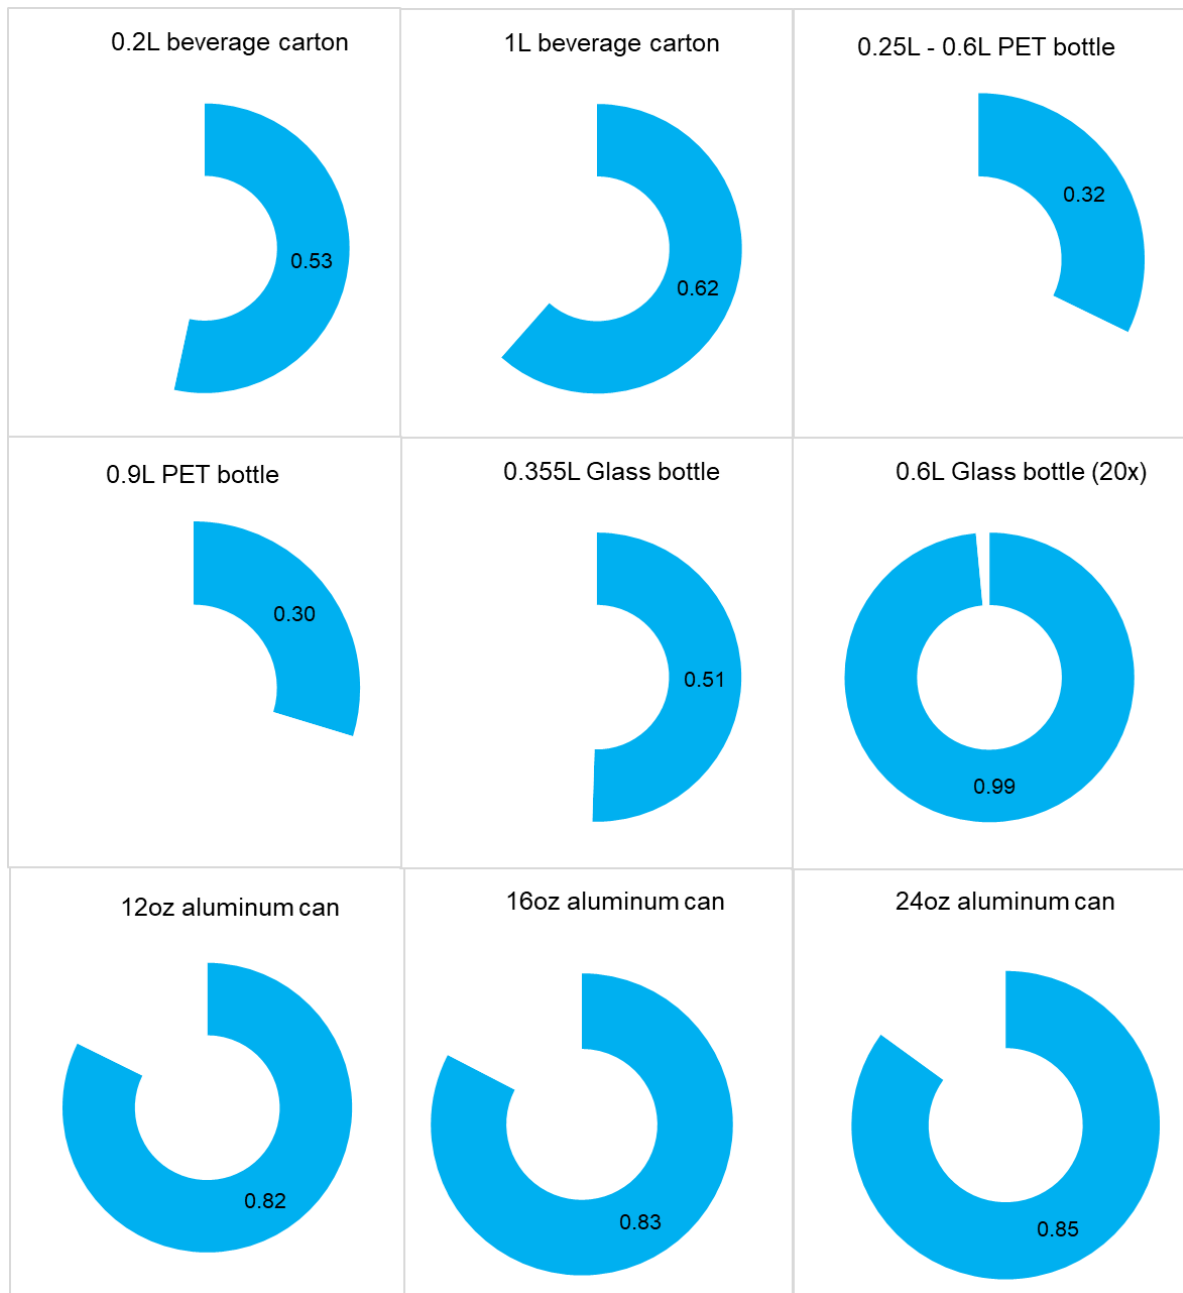 0.2L beverage carton
0.53
1L beverage carton
0.62
0.25L - 0.6L PET bottle
0.32
0.9L PET bottle
0.30
0.355L Glass bottle
0.51
0.6L Glass bottle (20x)
0.99
12oz aluminum can
0.82
16oz aluminum can
0.83
24oz aluminum can
0.85